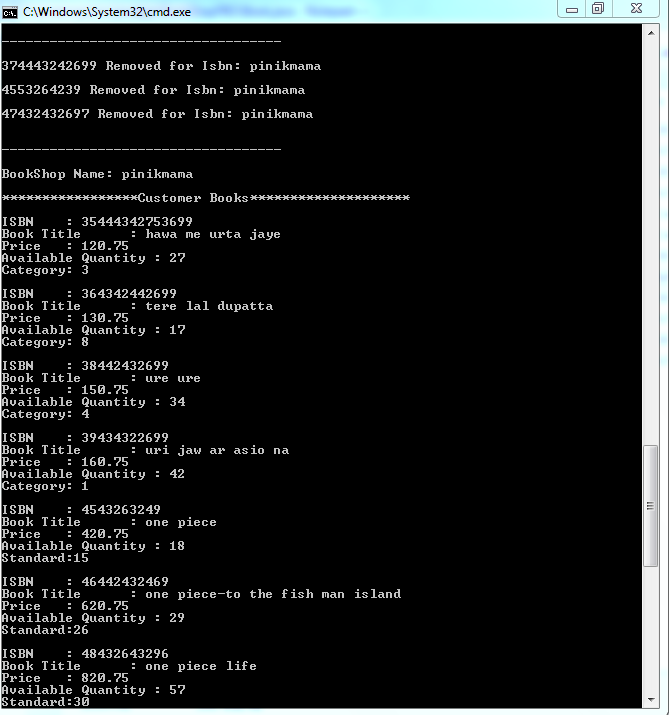 C:\Windows\System32\cmd.exe
-----------------------------------
374443242699 Removed for Isbn: pinikmama
4553264239 Removed for Isbn: pinikmama
47432432697 Removed for Isbn: pinikmama
-----------------------------------
BookShop Name: pinikmama
*****************Customer Books********************
ISBN    : 35444342753699
Book Title      : hawa me urta jaye
Price   : 120.75
Available Quantity : 27
Category: 3
ISBN    : 364342442699
Book Title      : tere lal dupatta
Price   : 130.75
Available Quantity : 17
Category: 8
ISBN    : 38442432699
Book Title      : ure ure
Price   : 150.75
Available Quantity : 34
Category: 4
ISBN    : 39434322699
Book Title      : uri jaw ar asio na
Price   : 160.75
Available Quantity : 42
Category: 1
ISBN    : 4543263249
Book Title      : one piece
Price   : 420.75
Available Quantity : 18
Standard:15
ISBN    : 46442432469
Book Title      : one piece-to the fish man island
Price   : 620.75
Available Quantity : 29
Standard:26
ISBN    : 48432643296
Book Title      : one piece life
Price   : 820.75
Available Quantity : 57
Standard:30